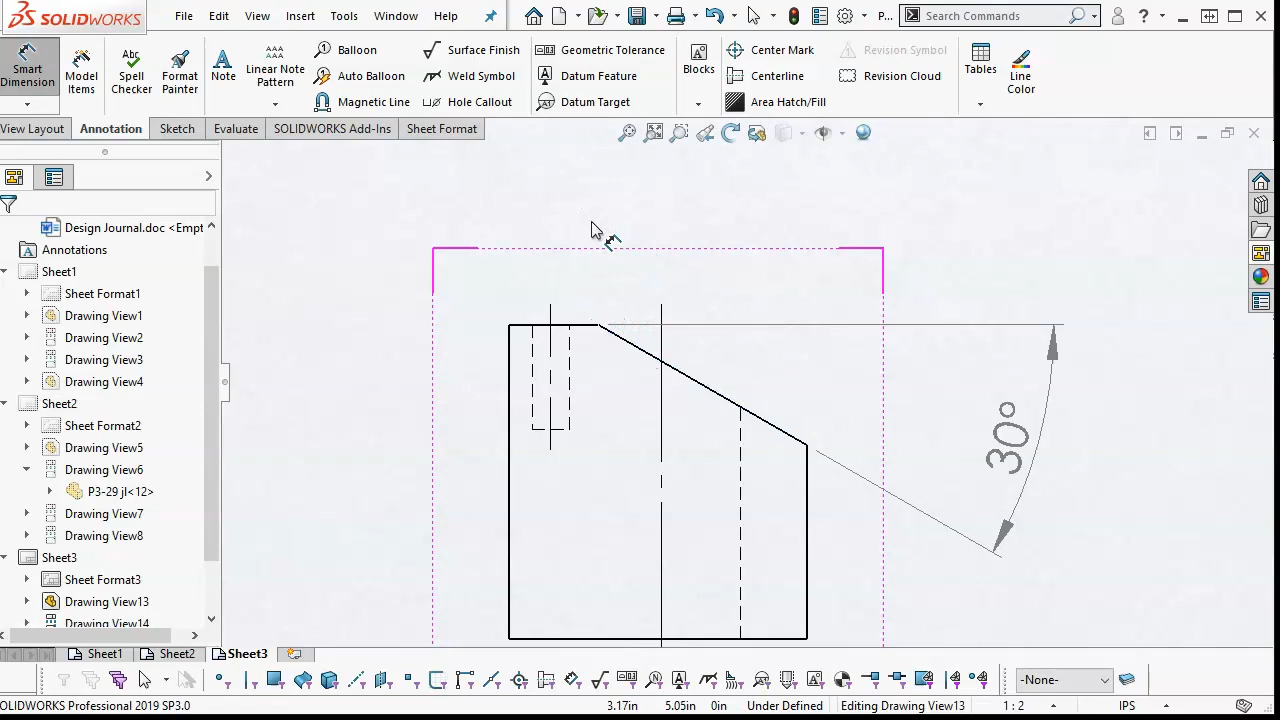 SOLIDWORKS File Edit View Insert Tools Window Help P... Search Commands
Smart Dimension Model Items Spell Checker Format Painter Note Linear Note Pattern Balloon Surface Finish Geometric Tolerance Blocks Center Mark Revision Symbol Tables Line Color
Auto Balloon Weld Symbol Datum Feature Centerline Revision Cloud
Magnetic Line Hole Callout Datum Target Area Hatch/Fill
View Layout Annotation Sketch Evaluate SOLIDWORKS Add-Ins Sheet Format
Design Journal.doc <Empt
Annotations
Sheet1
Sheet Format1
Drawing View1
Drawing View2
Drawing View3
Drawing View4
Sheet2
Sheet Format2
Drawing View5
Drawing View6
P3-29 jl<12>
Drawing View7
Drawing View8
Sheet3
Sheet Format3
Drawing View13
Drawing View14
30°
Sheet1 Sheet2 Sheet3
-None-
SOLIDWORKS Professional 2019 SP3.0 3.17in 5.05in 0in Under Defined Editing Drawing View13 1 : 2 IPS